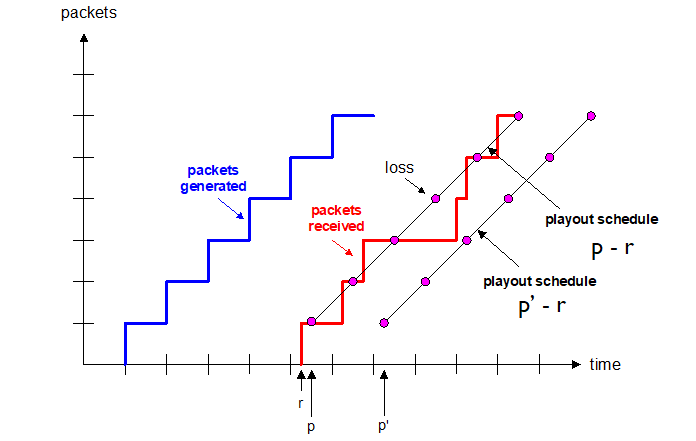 packets
packets
generated
loss
packets
received
playout schedule
p - r
playout schedule
p' - r
time
r
p
p'